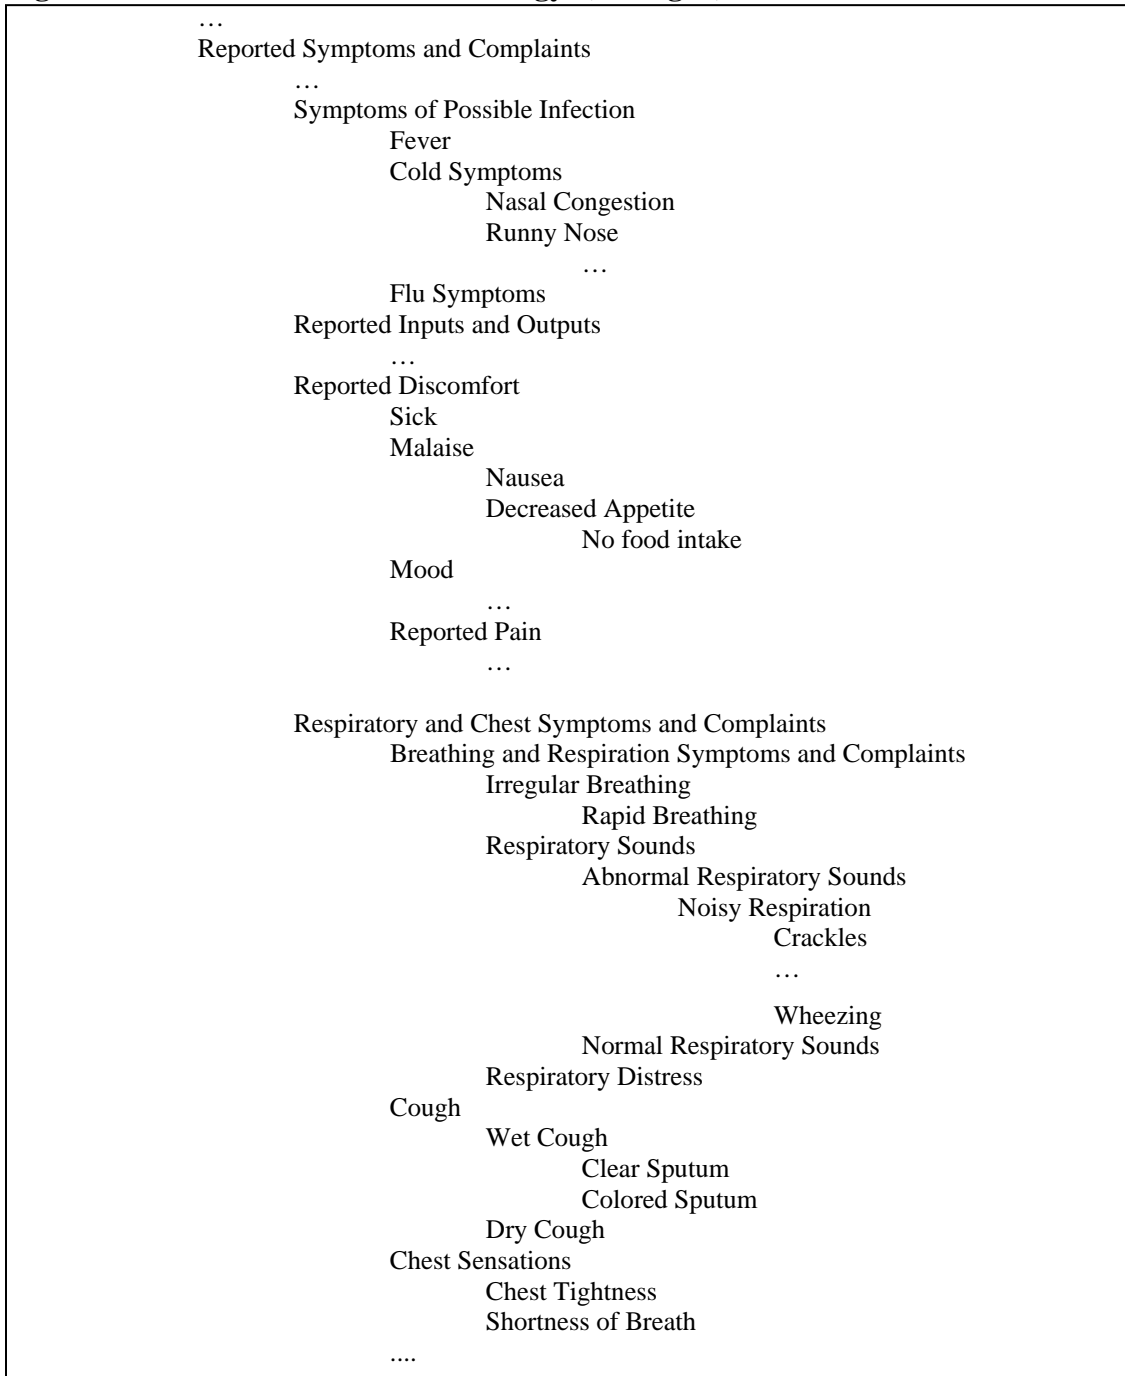 …
Reported Symptoms and Complaints
…
Symptoms of Possible Infection
Fever
Cold Symptoms
Nasal Congestion
Runny Nose
…
Flu Symptoms
Reported Inputs and Outputs
…
Reported Discomfort
Sick
Malaise
Nausea
Decreased Appetite
No food intake
Mood
…
Reported Pain
…
Respiratory and Chest Symptoms and Complaints
Breathing and Respiration Symptoms and Complaints
Irregular Breathing
Rapid Breathing
Respiratory Sounds
Abnormal Respiratory Sounds
Noisy Respiration
Crackles
…
Wheezing
Normal Respiratory Sounds
Respiratory Distress
Cough
Wet Cough
Clear Sputum
Colored Sputum
Dry Cough
Chest Sensations
Chest Tightness
Shortness of Breath
....